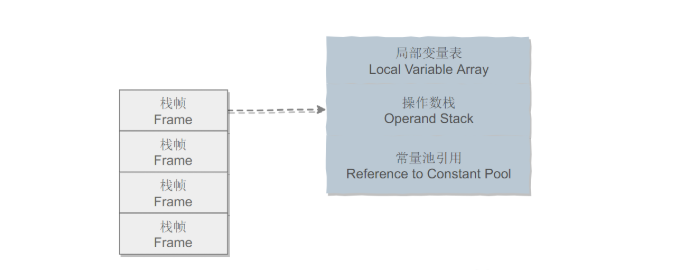 局部变量表
Local Variable Array
操作数栈
Operand Stack
常量池引用
Reference to Constant Pool
栈帧
Frame
栈帧
Frame
栈帧
Frame
栈帧
Frame